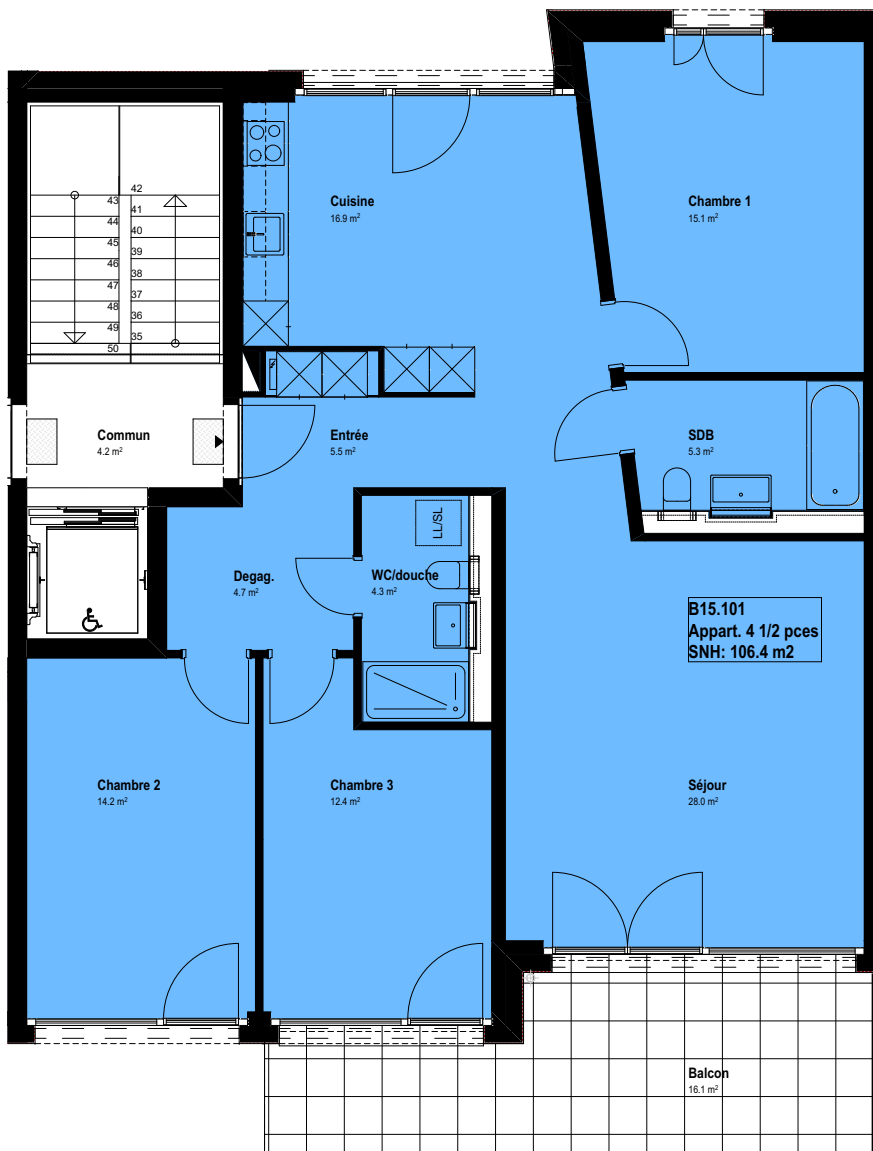 Cuisine
16.9 m²
Chambre 1
15.1 m²
42
43
41
44
40
45
39
46
38
47
37
48
36
49
35
50
Commun
4.2 m²
Entrée
5.5 m²
SDB
5.3 m²
LL/SL
Degag.
4.7 m²
WC/douche
4.3 m²
B15.101
Appart. 4 1/2 pces
SNH: 106.4 m2
Chambre 2
14.2 m²
Chambre 3
12.4 m²
Séjour
28.0 m²
Balcon
16.1 m²